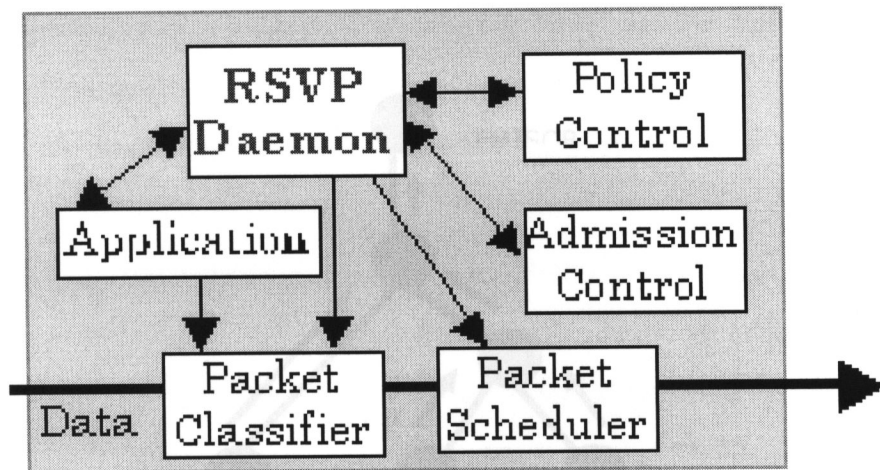 RSVP
Daemon
Policy
Control
Application
Admission
Control
Packet
Classifier
Packet
Scheduler
Data